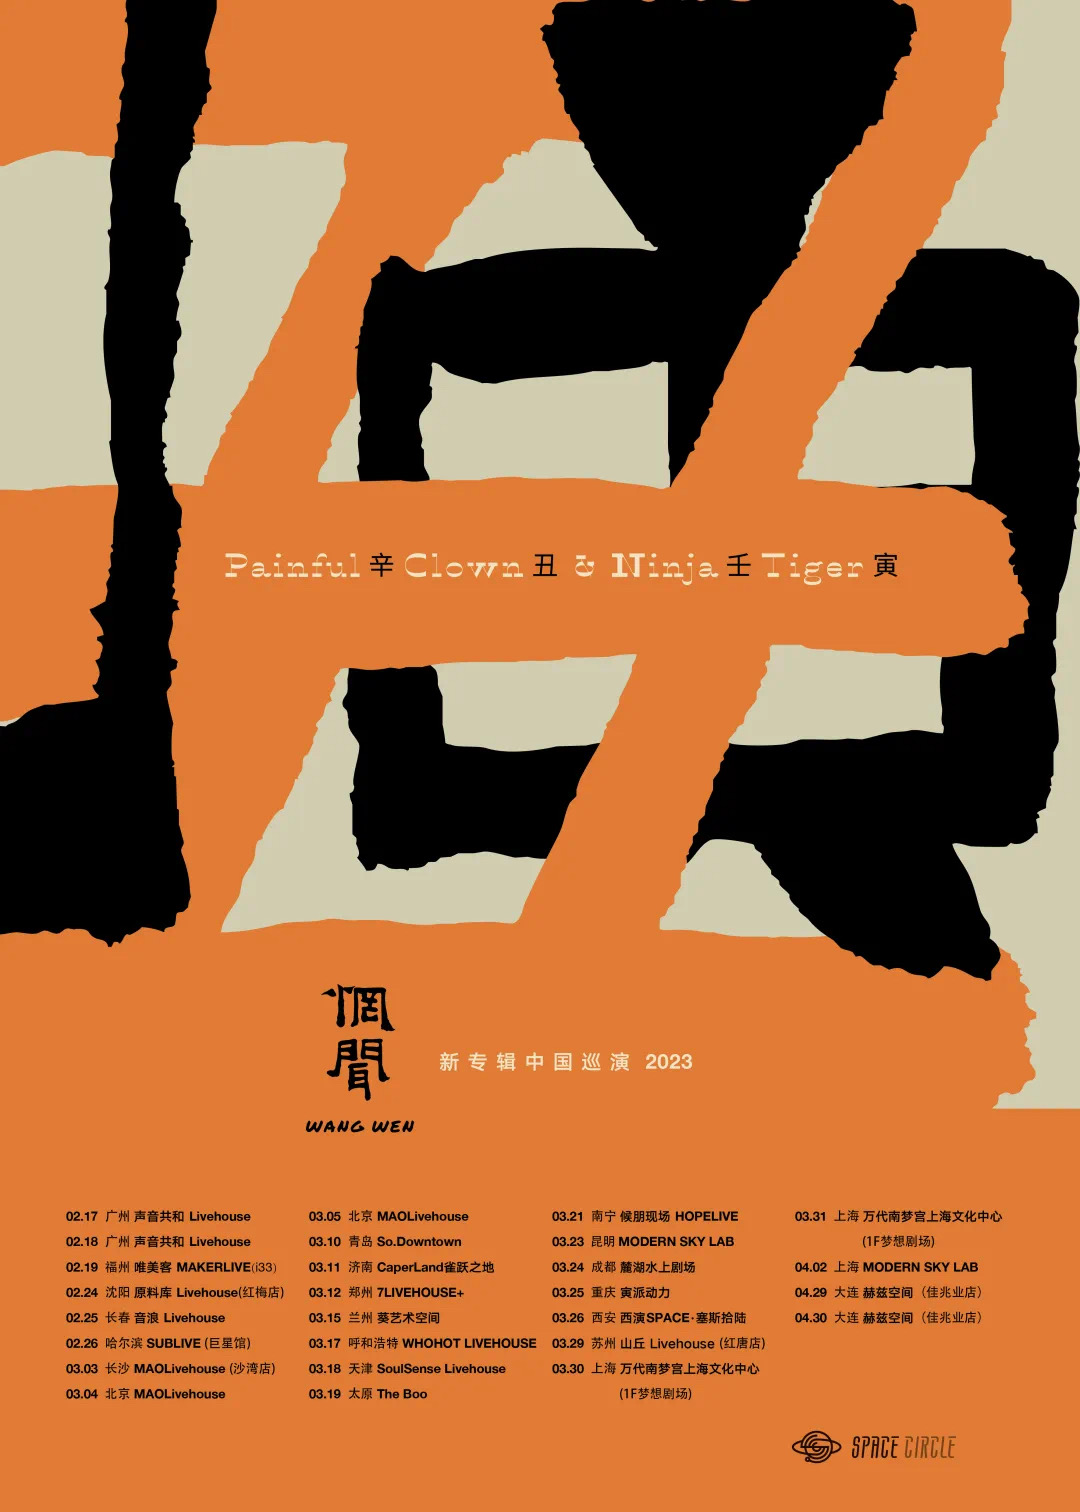 Painful 辛 Clown 丑 & Ninja 壬 Tiger 寅
惘
聞
WANG WEN
新专辑中国巡演 2023
02.17 广州 声音共和 Livehouse
02.18 广州 声音共和 Livehouse
02.19 福州 唯美客 MAKERLIVE(i33)
02.24 沈阳 原料库 Livehouse(红梅店)
02.25 长春 音浪 Livehouse
02.26 哈尔滨 SUBLIVE (巨星馆)
03.03 长沙 MAOLivehouse (沙湾店)
03.04 北京 MAOLivehouse
03.05 北京 MAOLivehouse
03.10 青岛 So.Downtown
03.11 济南 CaperLand雀跃之地
03.12 郑州 7LIVEHOUSE+
03.15 兰州 葵艺术空间
03.17 呼和浩特 WHOHOT LIVEHOUSE
03.18 天津 SoulSense Livehouse
03.19 太原 The Boo
03.21 南宁 候朋现场 HOPELIVE
03.23 昆明 MODERN SKY LAB
03.24 成都 麓湖水上剧场
03.25 重庆 寅派动力
03.26 西安 西演SPACE·塞斯拾陆
03.29 苏州 山丘 Livehouse (红唐店)
03.30 上海 万代南梦宫上海文化中心
(1F梦想剧场)
03.31 上海 万代南梦宫上海文化中心
(1F梦想剧场)
04.02 上海 MODERN SKY LAB
04.29 大连 赫兹空间（佳兆业店）
04.30 大连 赫兹空间（佳兆业店）
SPACE CIRCLE